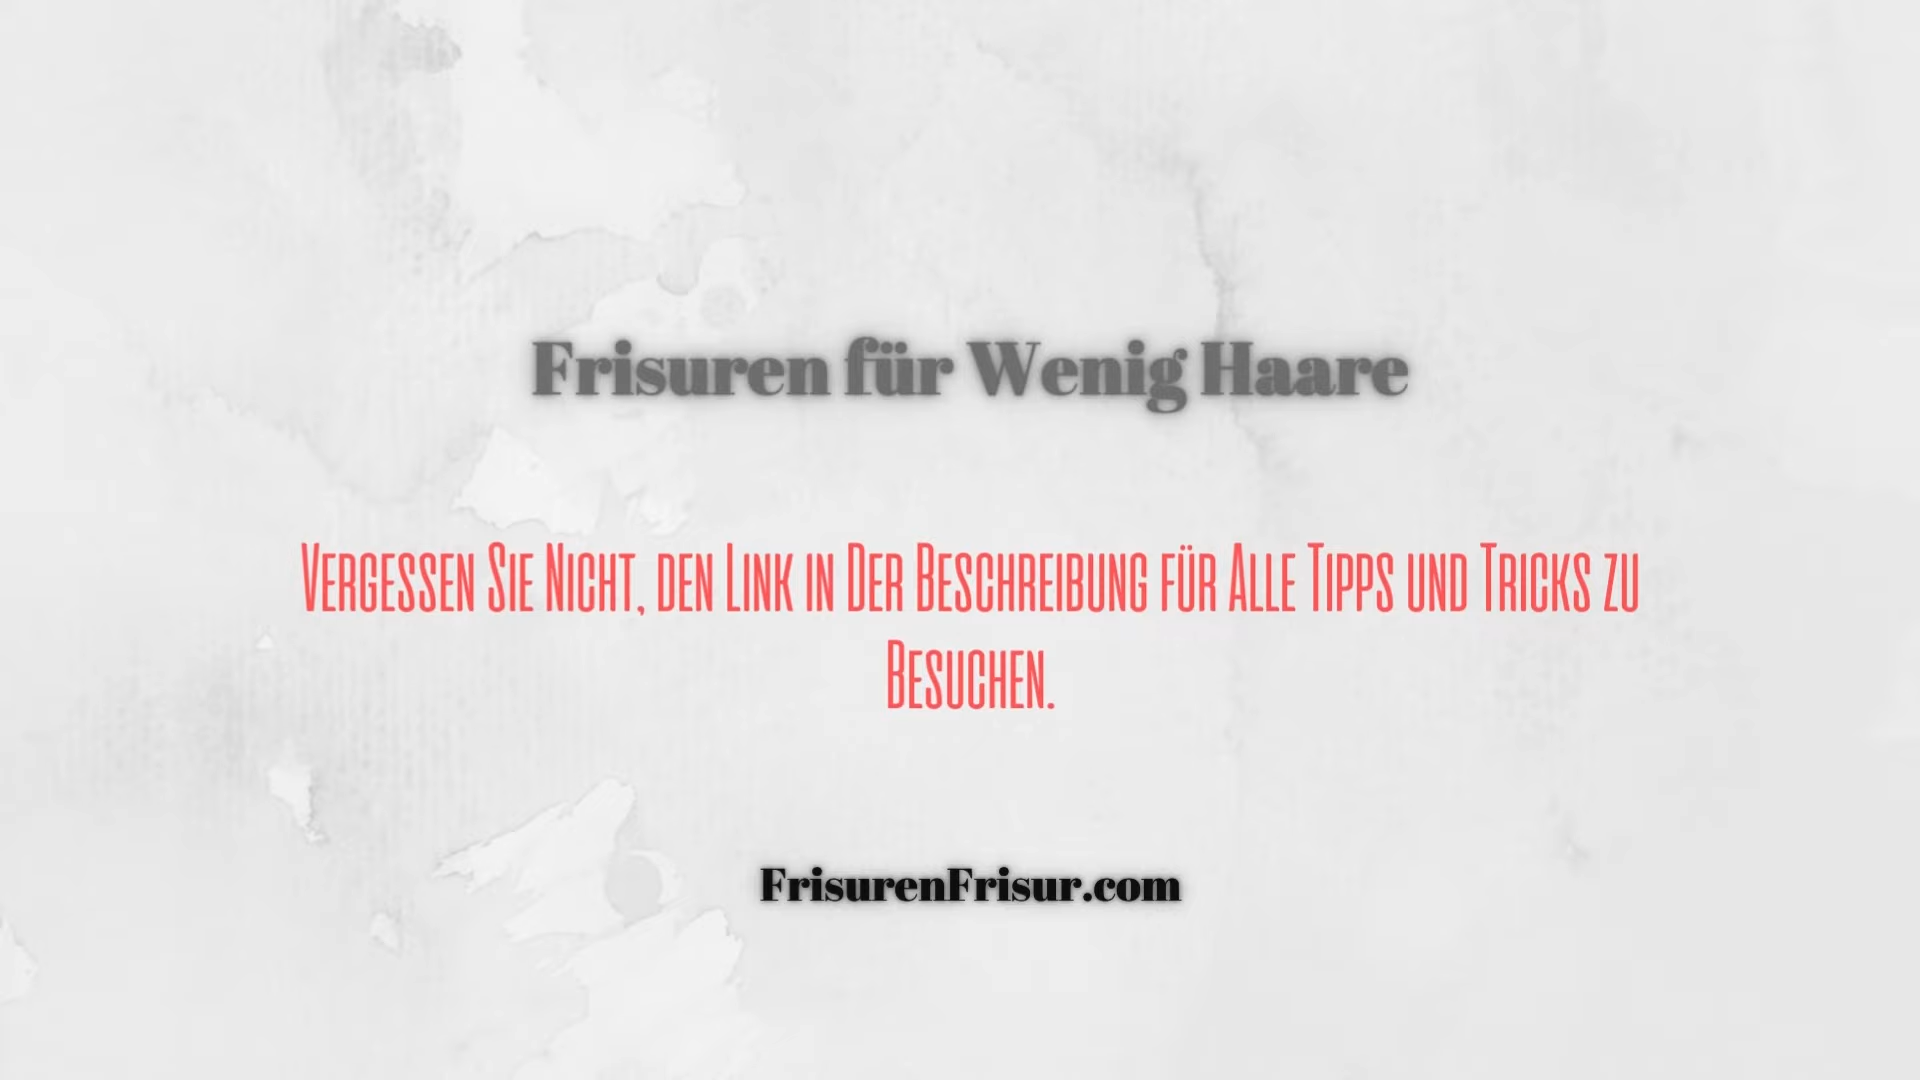 Frisuren für Wenig Haare
Vergessen Sie Nicht, den Link in Der Beschreibung für Alle Tipps und Tricks zu
Besuchen.
FrisurenFrisur.com